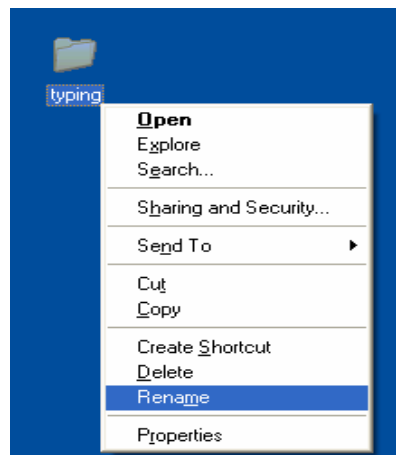 typing
Open
Explore
Search...
Sharing and Security...
Send To
Cut
Copy
Create Shortcut
Delete
Rename
Properties